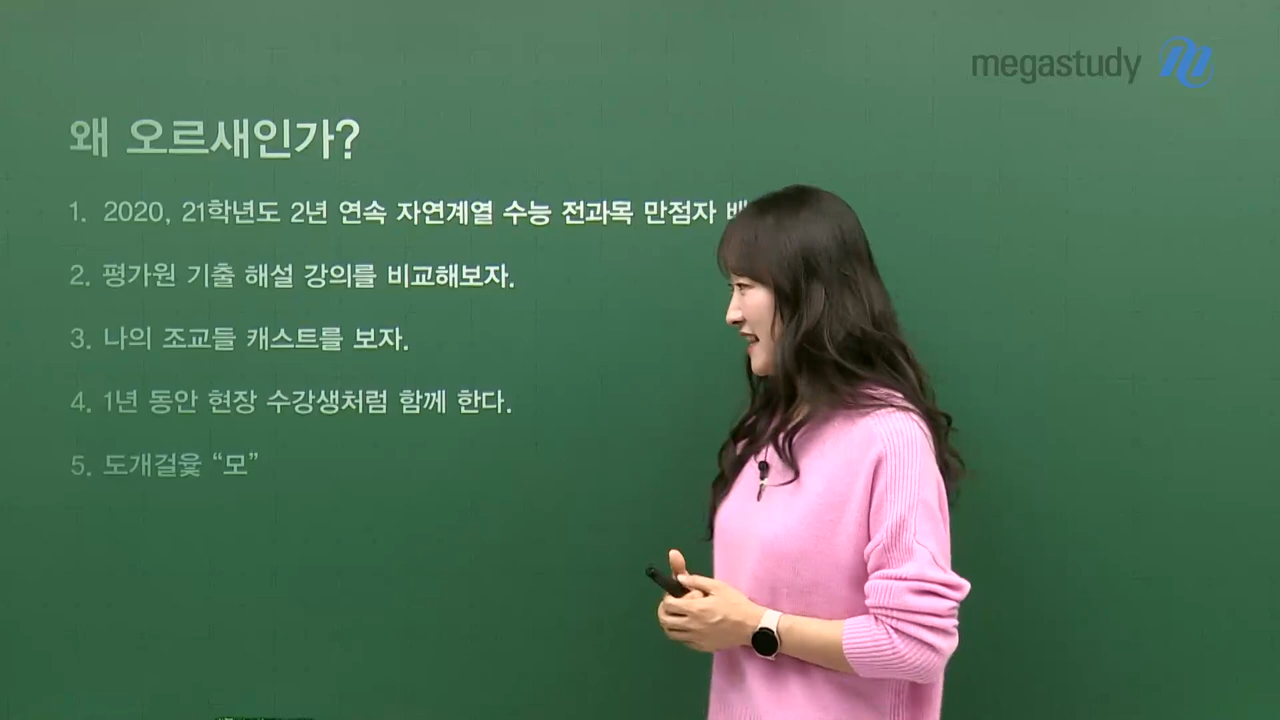 megastudy
왜 오르새인가?
1. 2020, 21학년도 2년 연속 자연계열 수능 전과목 만점자
2. 평가원 기출 해설 강의를 비교해보자.
3. 나의 조교들 캐스트를 보자.
4. 1년 동안 현장 수강생처럼 함께 한다.
5. 도개걸윷 “모”